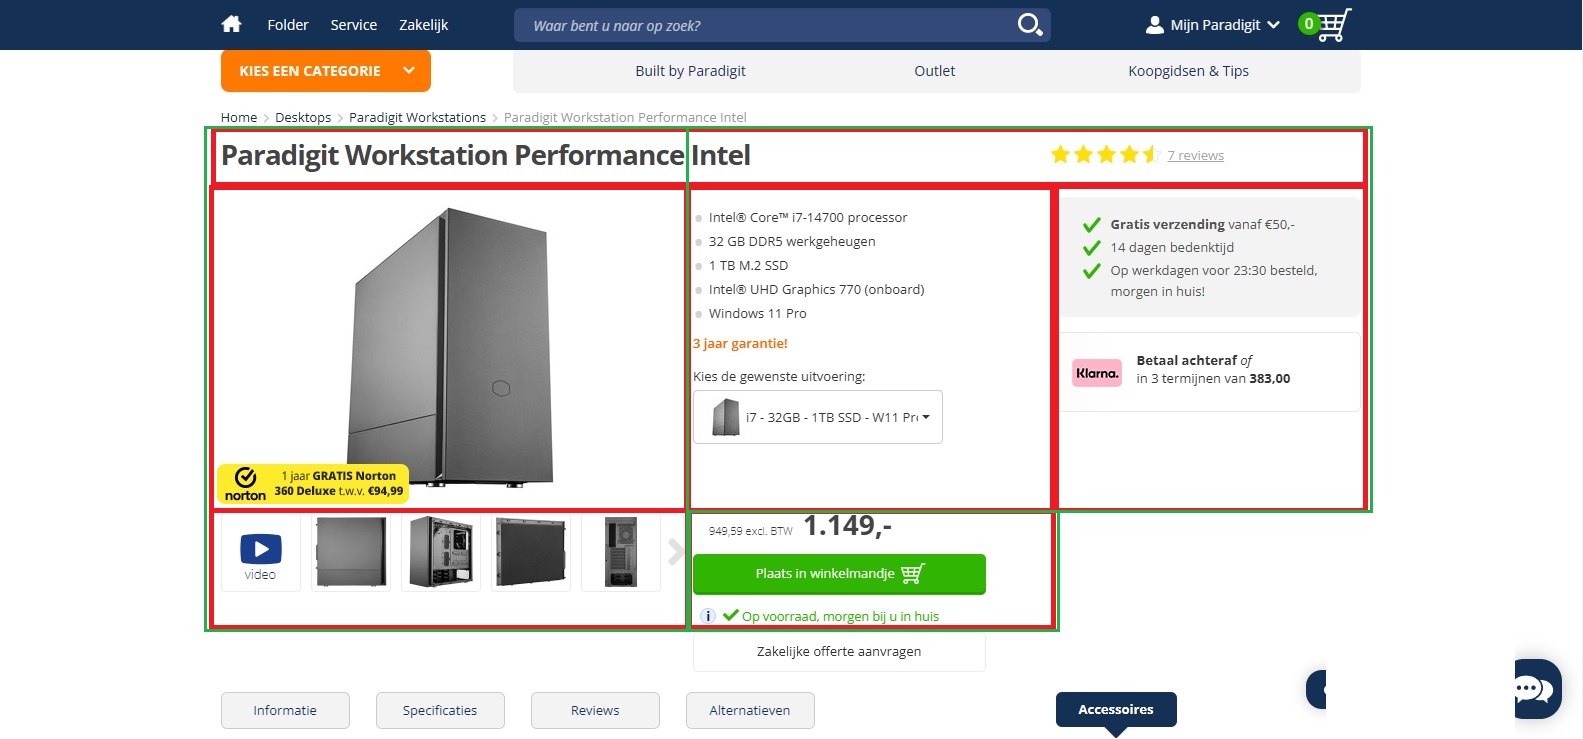 Folder Service Zakelijk
Waar bent u naar op zoek?
Mijn Paradigit
0
KIES EEN CATEGORIE
Built by Paradigit
Outlet
Koopgidsen & Tips
Home > Desktops > Paradigit Workstations > Paradigit Workstation Performance Intel
Paradigit Workstation Performance Intel
7 reviews
norton
1 jaar GRATIS Norton
360 Deluxe t.w.v. €94,99
video
Intel® Core™ i7-14700 processor
32 GB DDR5 werkgeheugen
1 TB M.2 SSD
Intel® UHD Graphics 770 (onboard)
Windows 11 Pro
3 jaar garantie!
Kies de gewenste uitvoering:
i7 - 32GB - 1TB SSD - W11 Pr
Gratis verzending vanaf €50,-
14 dagen bedenktijd
Op werkdagen voor 23:30 besteld,
morgen in huis!
Klarna.
Betaal achteraf of
in 3 termijnen van 383,00
949,59 excl. BTW 1.149,-
Plaats in winkelmandje
i Op voorraad, morgen bij u in huis
Zakelijke offerte aanvragen
Informatie
Specificaties
Reviews
Alternatieven
Accessoires